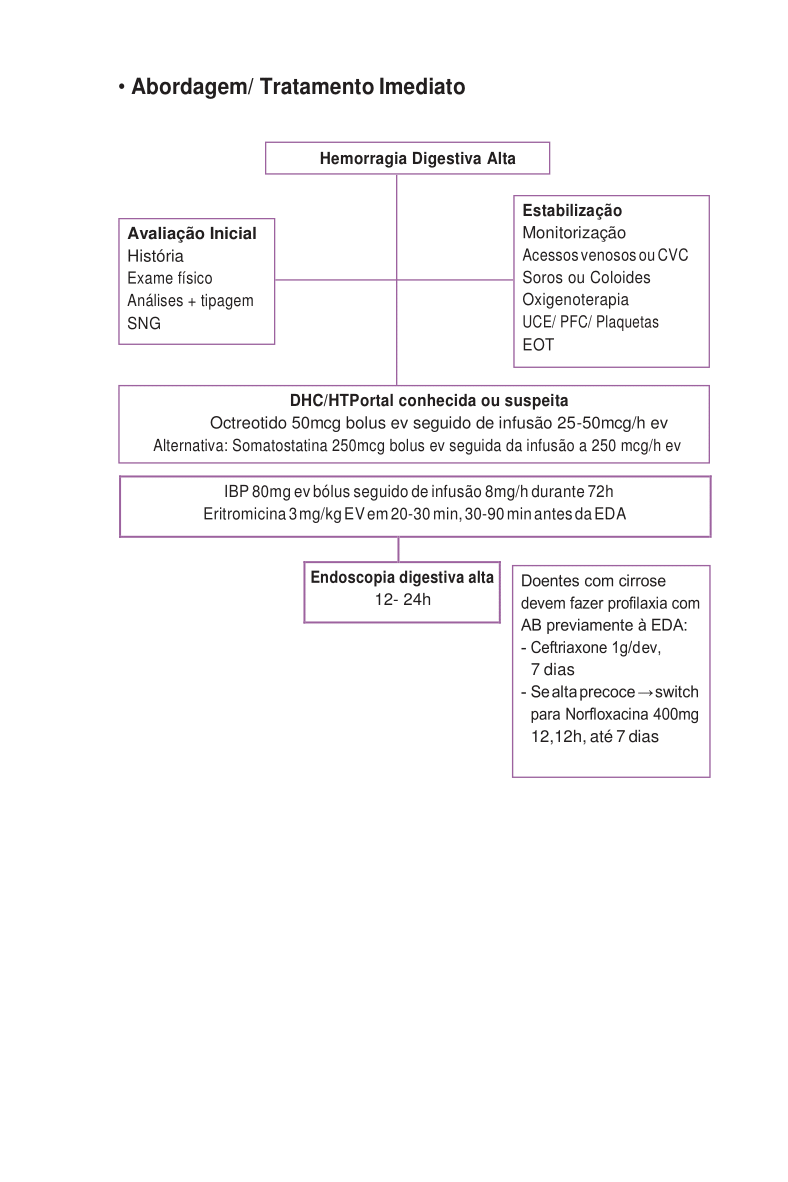 • Abordagem/ Tratamento Imediato
Hemorragia Digestiva Alta
Avaliação Inicial
História
Exame físico
Análises + tipagem
SNG
Estabilização
Monitorização
Acessos venosos ou CVC
Soros ou Coloides
Oxigenoterapia
UCE/ PFC/ Plaquetas
EOT
DHC/HTPortal conhecida ou suspeita
Octreotido 50mcg bolus ev seguido de infusão 25-50mcg/h ev
Alternativa: Somatostatina 250mcg bolus ev seguida da infusão a 250 mcg/h ev
IBP 80mg ev bólus seguido de infusão 8mg/h durante 72h
Eritromicina 3 mg/kg EV em 20-30 min, 30-90 min antes da EDA
Endoscopia digestiva alta
12- 24h
Doentes com cirrose
devem fazer profilaxia com
AB previamente à EDA:
- Ceftriaxone 1g/dev,
7 dias
- Se alta precoce → switch
para Norfloxacina 400mg
12,12h, até 7 dias